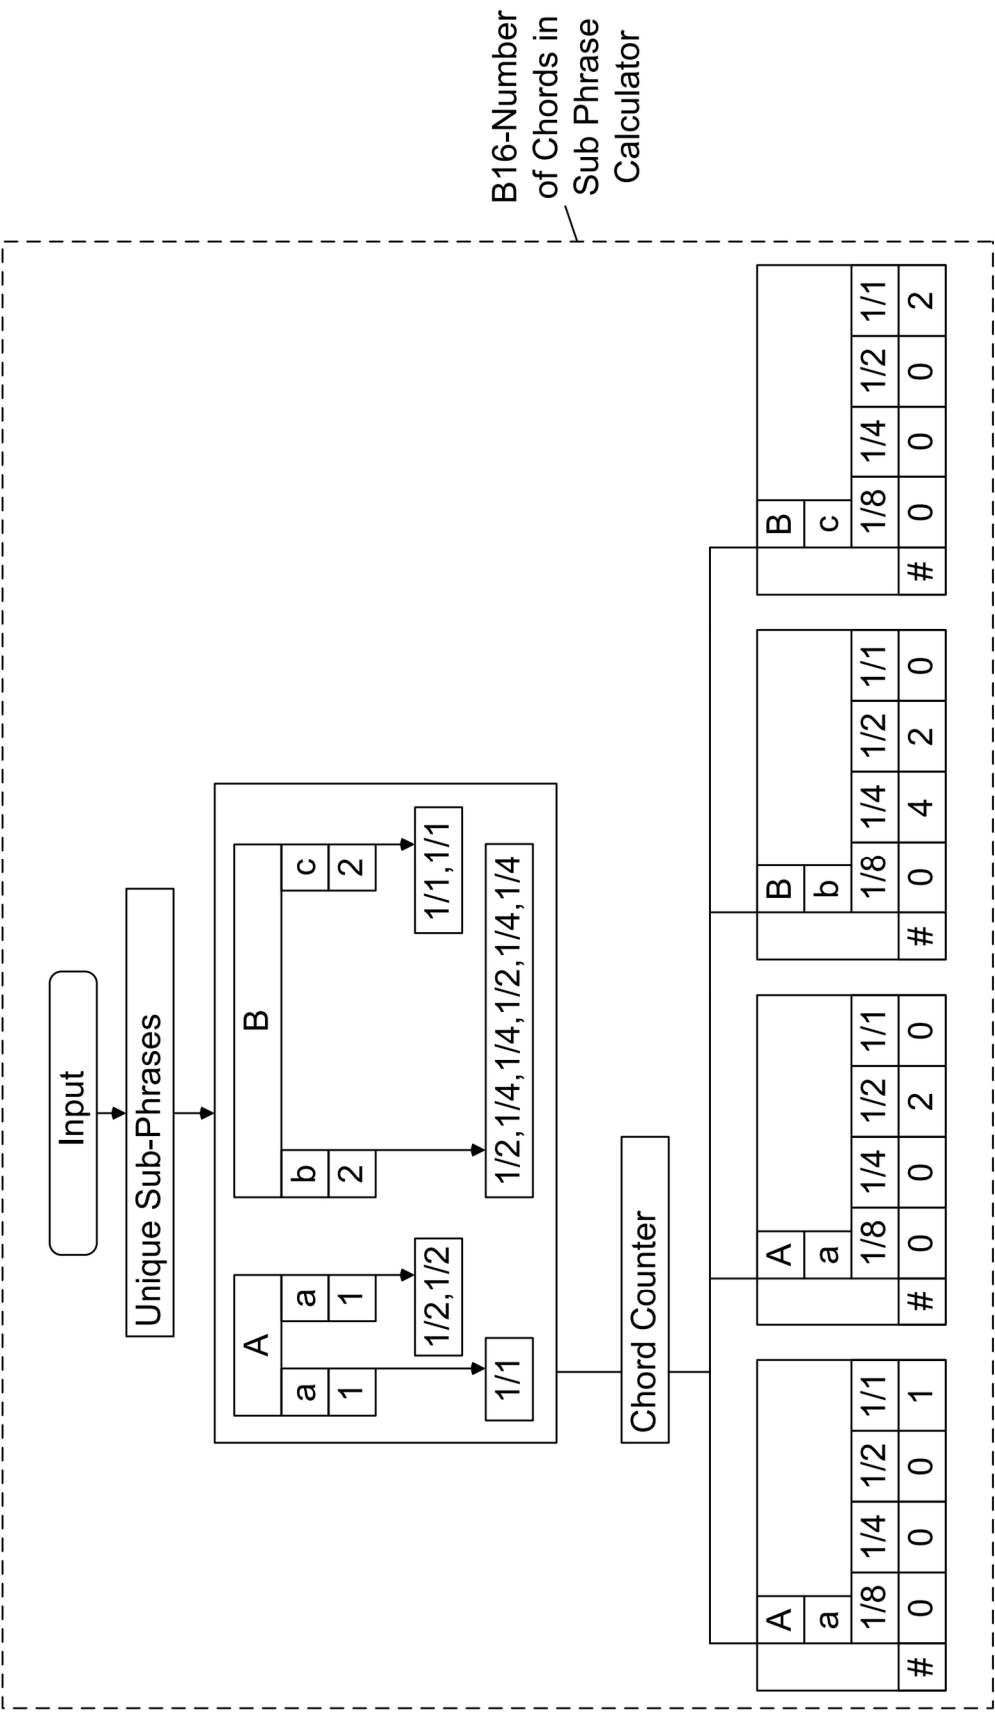 B16-Number
of Chords in
Sub Phrase
Calculator
Input
Unique Sub-Phrases
A
B
a a b c
1 1 2 2
1/2,1/2
1/1,1/1
1/1
1/2,1/4,1/4,1/4,1/2,1/4,1/4
Chord Counter
A
a
1/8 1/4 1/2 1/1
# 0 0 0 1
A
a
1/8 1/4 1/2 1/1
# 0 0 2 0
B
b
1/8 1/4 1/2 1/1
# 0 4 2 0
B
c
1/8 1/4 1/2 1/1
# 0 0 0 2